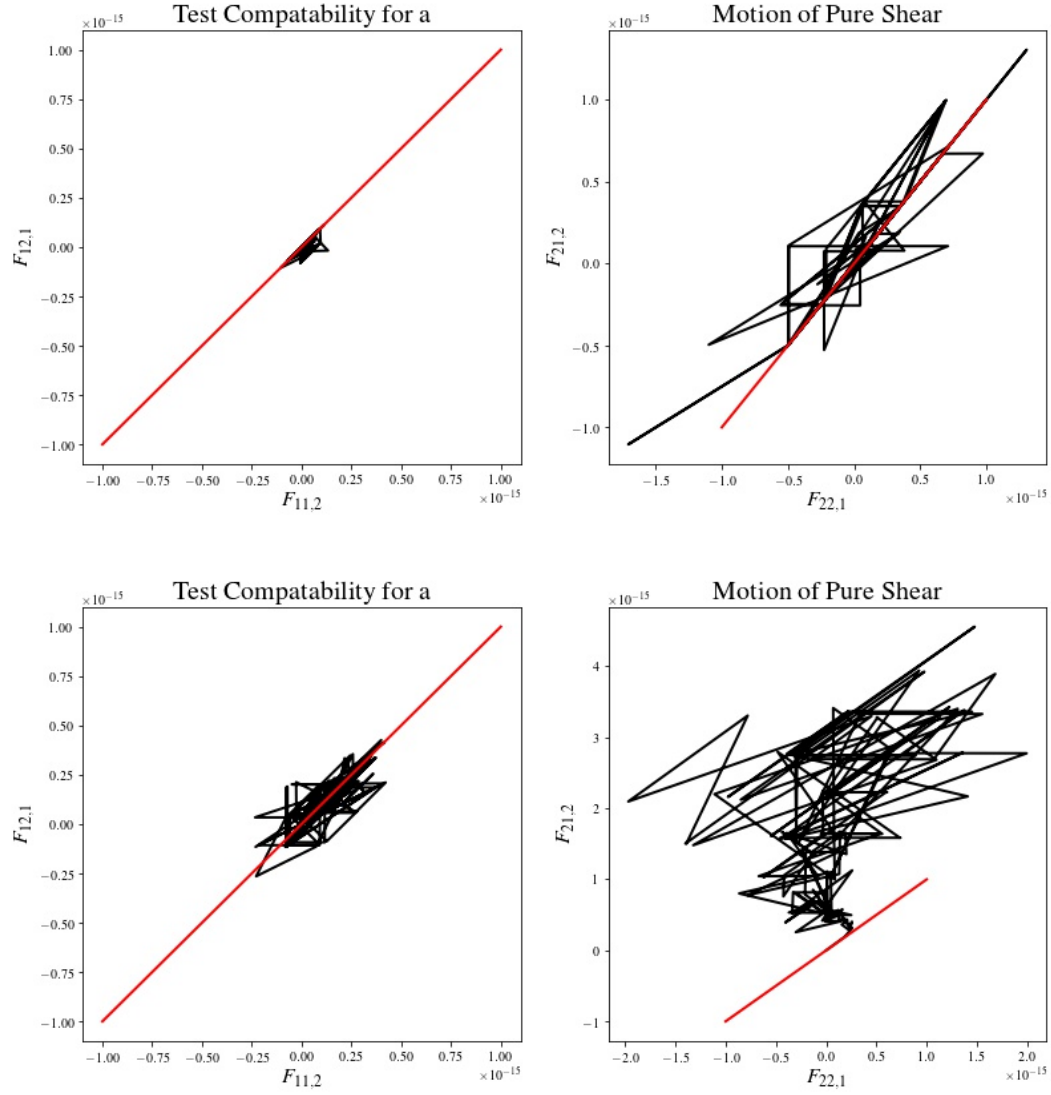 Test Compatability for a
×10−15
1.00
0.75
0.50
0.25
0.00
−0.25
−0.50
−0.75
−1.00
F12,1
−1.00 −0.75 −0.50 −0.25 0.00 0.25 0.50 0.75 1.00
×10−15
F11,2
Motion of Pure Shear
×10−15
1.0
0.5
0.0
−0.5
−1.0
F21,2
−1.5 −1.0 −0.5 0.0 0.5 1.0
×10−15
F22,1
Test Compatability for a
×10−15
1.00
0.75
0.50
0.25
0.00
−0.25
−0.50
−0.75
−1.00
F12,1
−1.00 −0.75 −0.50 −0.25 0.00 0.25 0.50 0.75 1.00
×10−15
F11,2
Motion of Pure Shear
×10−15
4
3
2
1
0
−1
F21,2
−2.0 −1.5 −1.0 −0.5 0.0 0.5 1.0 1.5 2.0
×10−15
F22,1